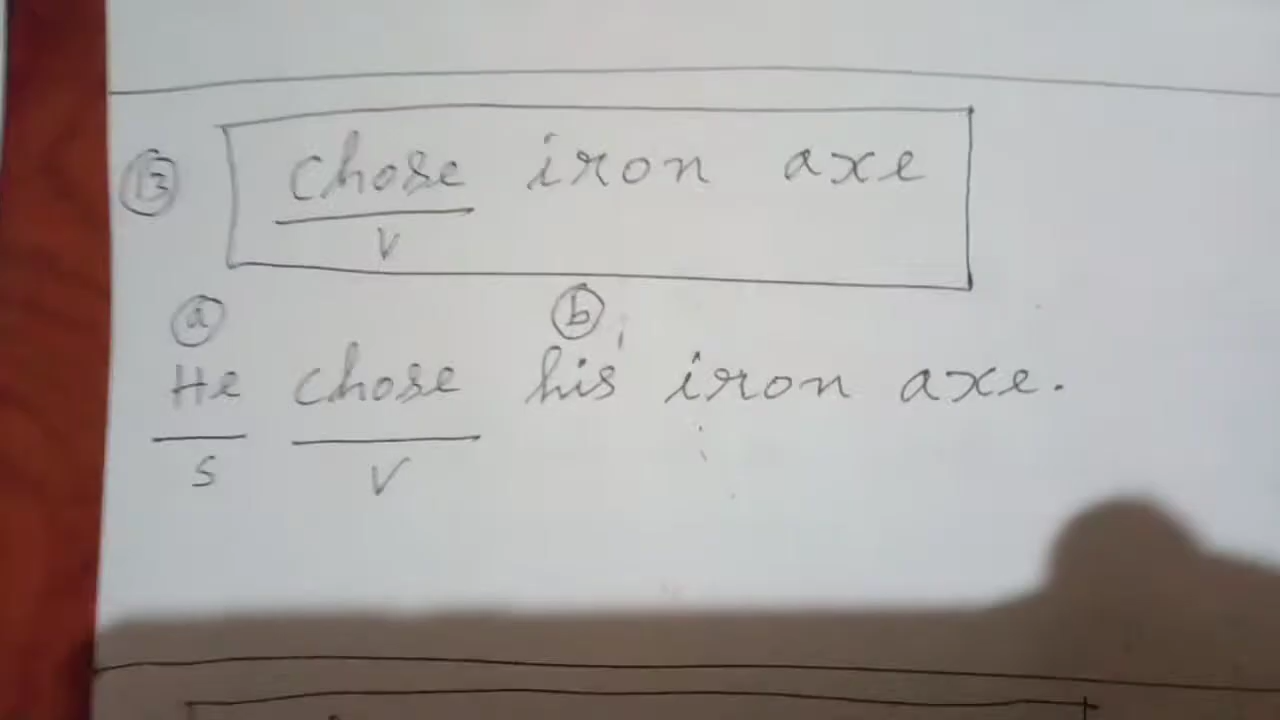 13 chose iron axe
V
a b
He chose his iron axe.
S V